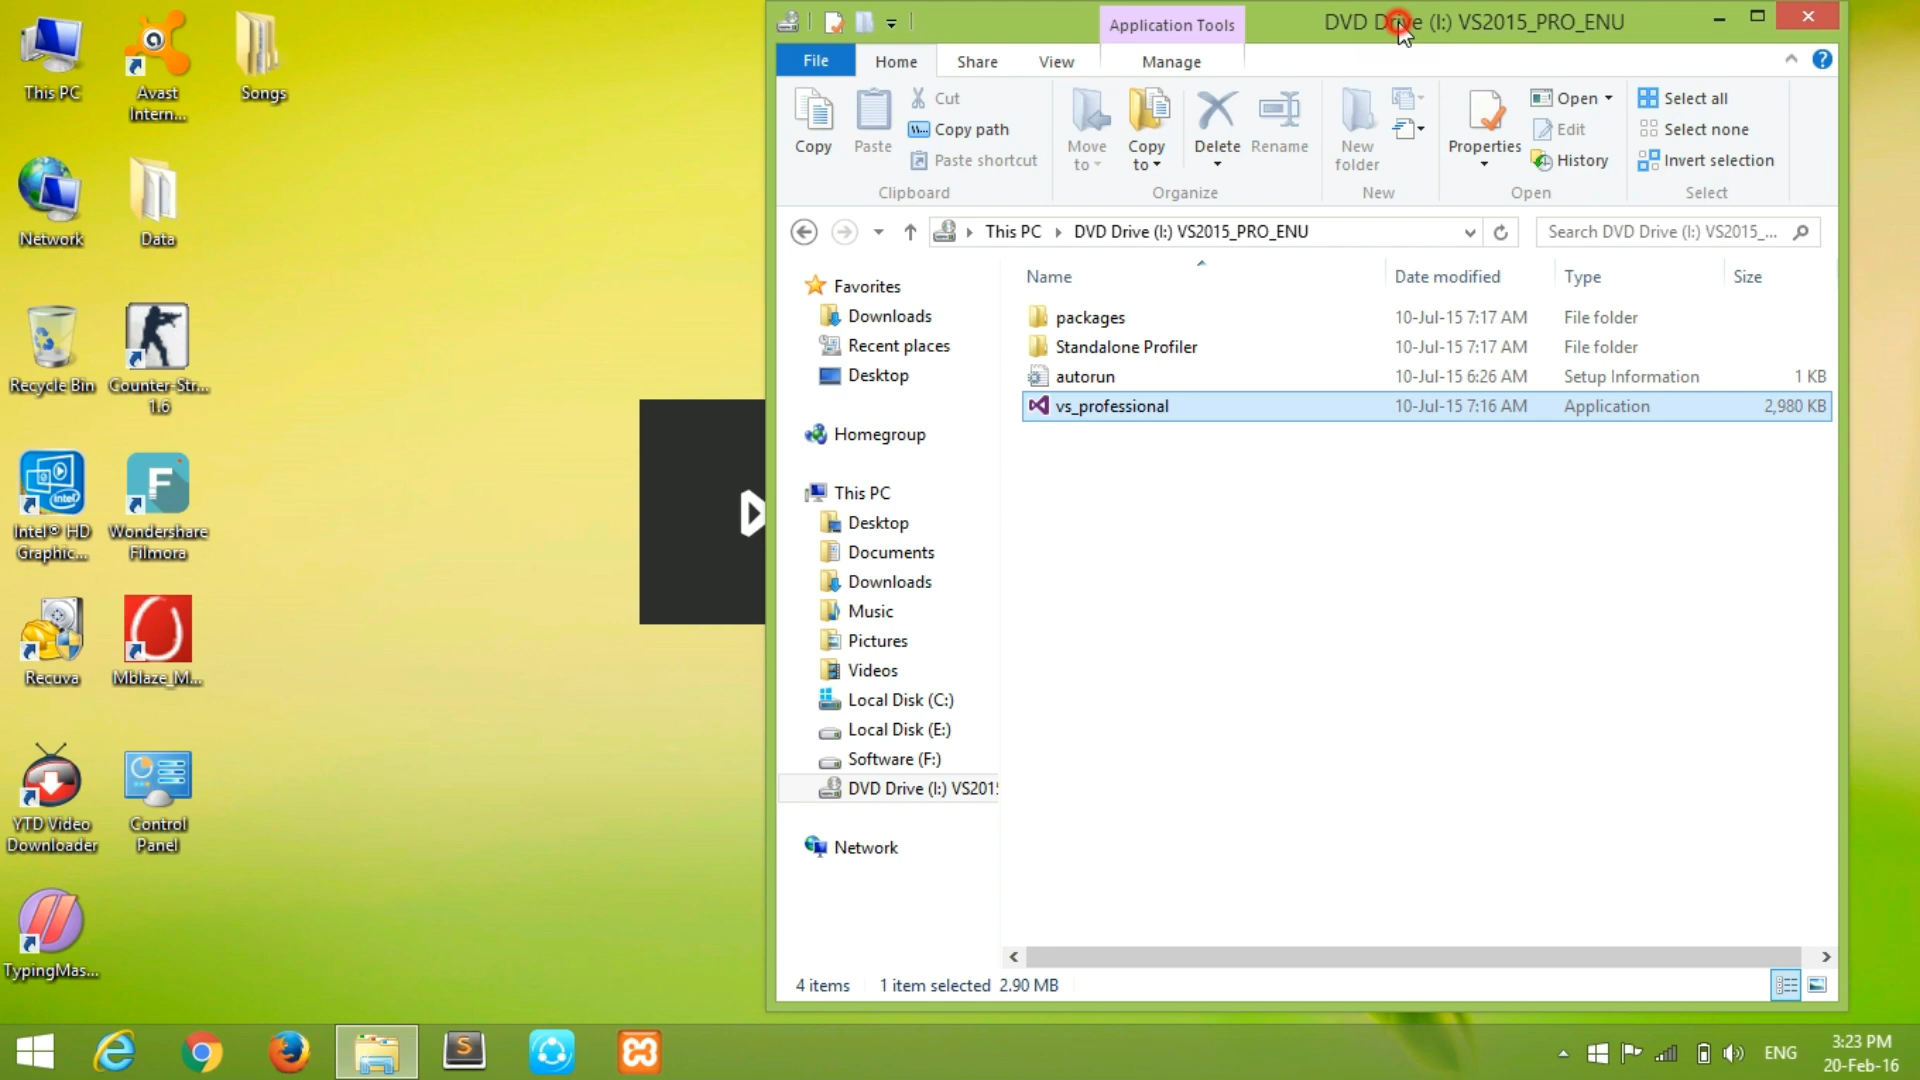 This PC
Avast
Intern...
Songs
Network
Data
Recycle Bin
Counter-Str...
1.6
Intel® HD
Graphic...
Wondershare
Filmora
Recuva
Mblaze_M...
YTD Video
Downloader
Control
Panel
TypingMas...
Application Tools
DVD Drive (I:) VS2015_PRO_ENU
File
Home
Share
View
Manage
Copy
Paste
Cut
Copy path
Paste shortcut
Clipboard
Move
to
Copy
to
Delete
Rename
Organize
New
folder
New
Properties
Open
Edit
History
Open
Select all
Select none
Invert selection
Select
This PC
DVD Drive (I:) VS2015_PRO_ENU
Search DVD Drive (I:) VS2015_...
Favorites
Downloads
Recent places
Desktop
Homegroup
This PC
Desktop
Documents
Downloads
Music
Pictures
Videos
Local Disk (C:)
Local Disk (E:)
Software (F:)
DVD Drive (I:) VS201
Network
Name Date modified Type Size
packages 10-Jul-15 7:17 AM File folder
Standalone Profiler 10-Jul-15 7:17 AM File folder
autorun 10-Jul-15 6:26 AM Setup Information 1 KB
vs_professional 10-Jul-15 7:16 AM Application 2,980 KB
4 items 1 item selected 2.90 MB
ENG
3:23 PM
20-Feb-16